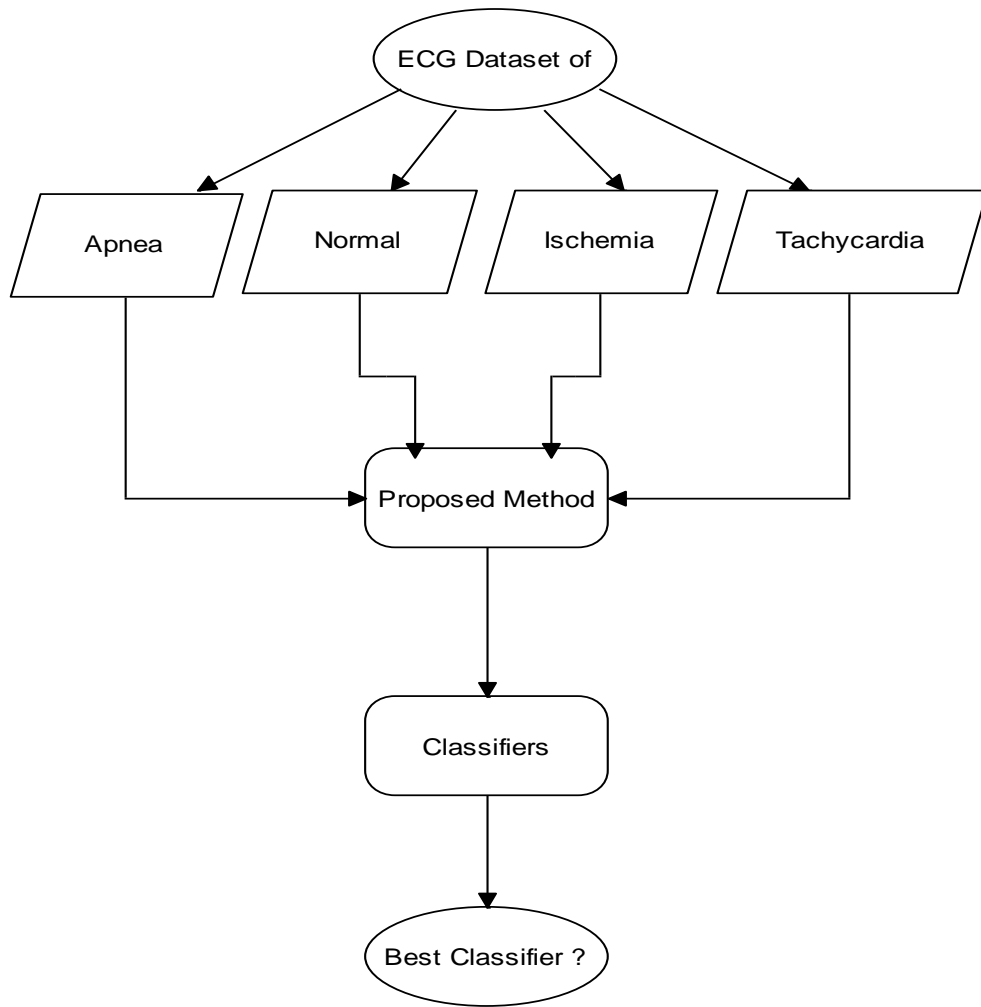 ECG Dataset of
Apnea
Normal
Ischemia
Tachycardia
Proposed Method
Classifiers
Best Classifier ?